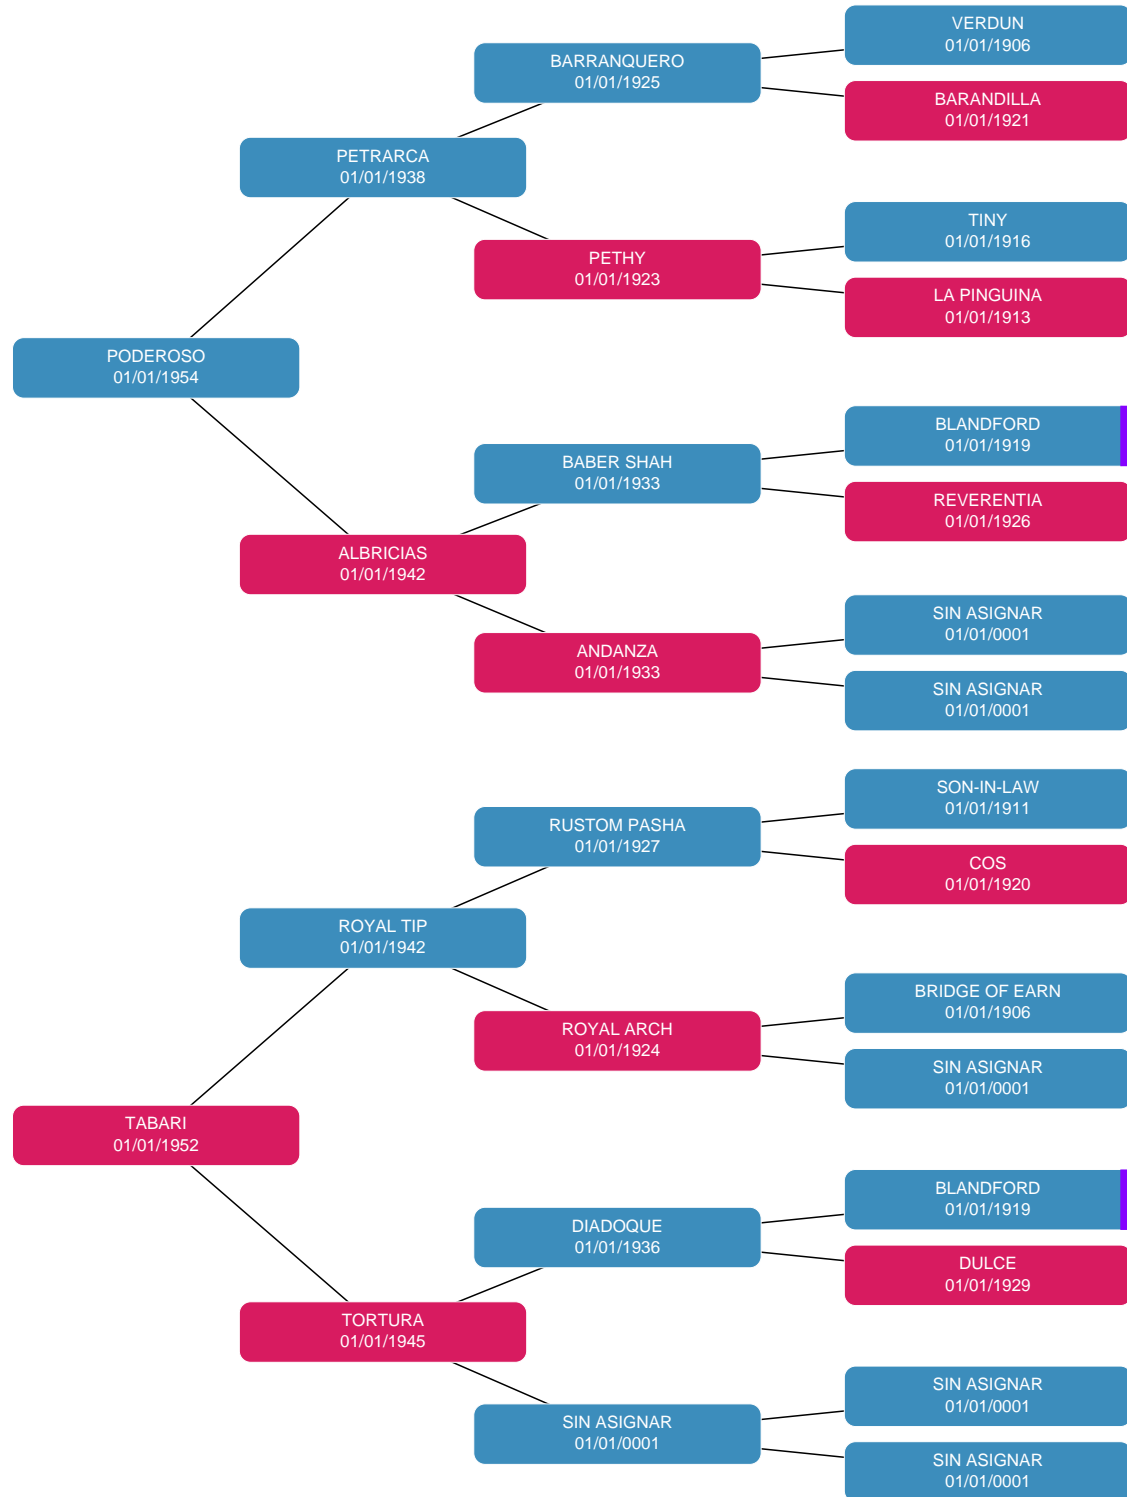 VERDUN
01/01/1906
BARRANQUERO
01/01/1925
BARANDILLA
01/01/1921
PETRARCA
01/01/1938
TINY
01/01/1916
PETHY
01/01/1923
LA PINGUINA
01/01/1913
PODEROSO
01/01/1954
BLANDFORD
01/01/1919
BABER SHAH
01/01/1933
REVERENTIA
01/01/1926
ALBRICIAS
01/01/1942
SIN ASIGNAR
01/01/0001
ANDANZA
01/01/1933
SIN ASIGNAR
01/01/0001
SON-IN-LAW
01/01/1911
RUSTOM PASHA
01/01/1927
COS
01/01/1920
ROYAL TIP
01/01/1942
BRIDGE OF EARN
01/01/1906
ROYAL ARCH
01/01/1924
SIN ASIGNAR
01/01/0001
TABARI
01/01/1952
BLANDFORD
01/01/1919
DIADOQUE
01/01/1936
DULCE
01/01/1929
TORTURA
01/01/1945
SIN ASIGNAR
01/01/0001
SIN ASIGNAR
01/01/0001
SIN ASIGNAR
01/01/0001